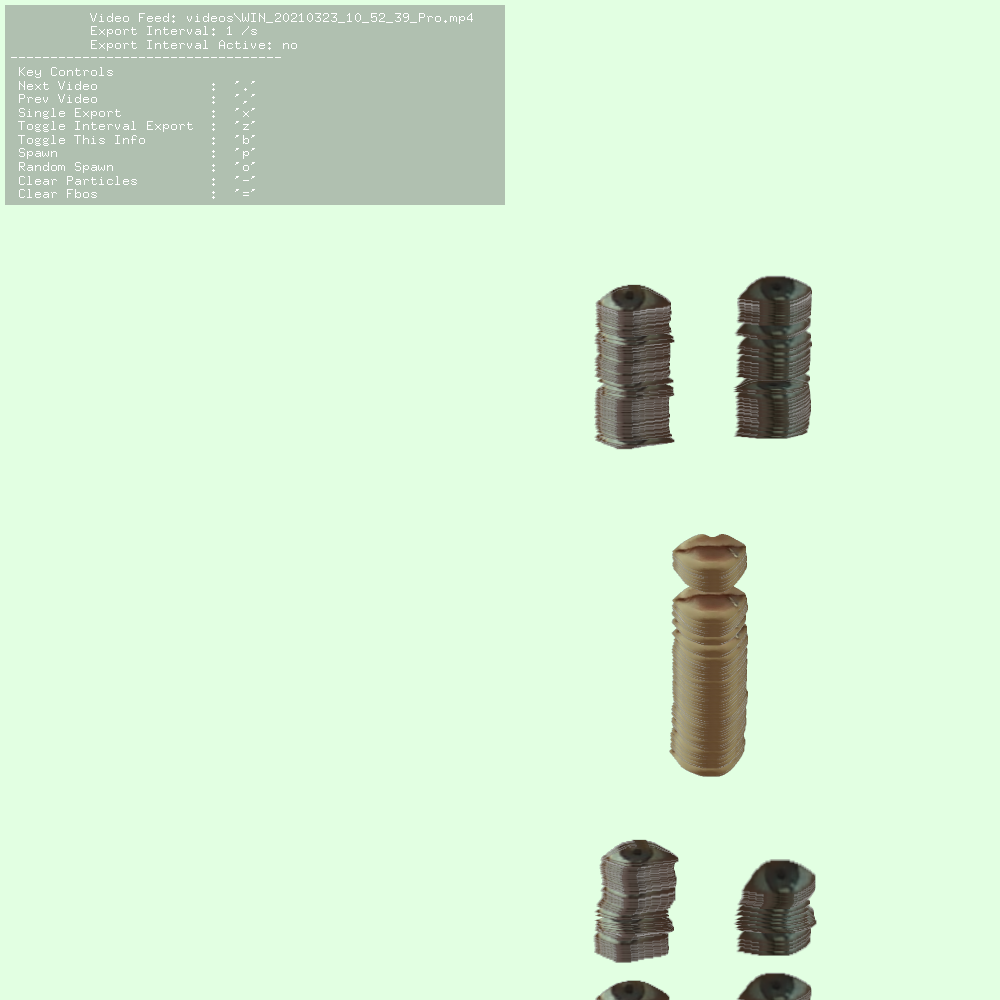 Video Feed: videos\WIN_20210323_10_52_39_Pro.mp4
Export Interval: 1 /s
Export Interval Active: no
----------------------------------
Key Controls
Next Video : '.'
Prev Video : ','
Single Export : 'x'
Toggle Interval Export : 'z'
Toggle This Info : 'b'
Spawn : 'p'
Random Spawn : 'o'
Clear Particles : '-'
Clear Fbos : '='